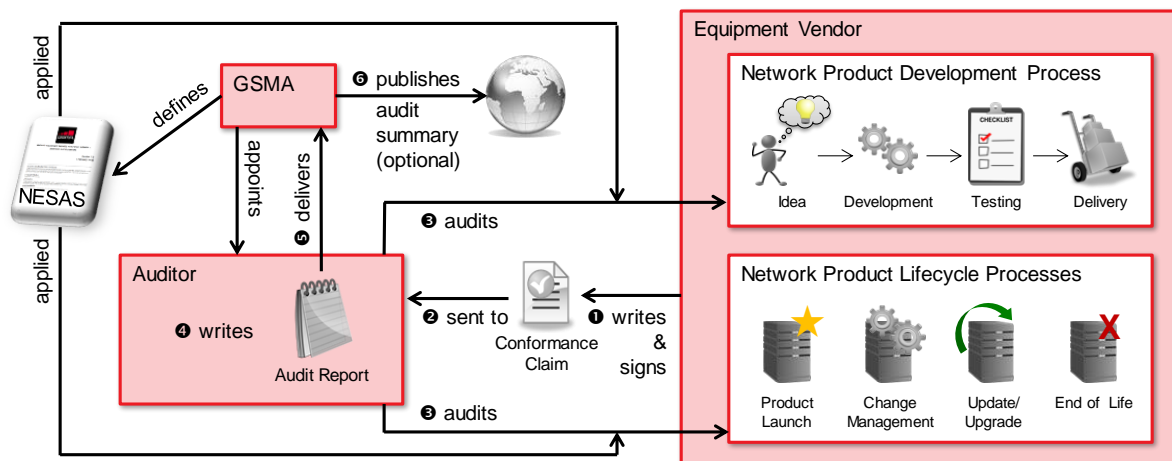 applied
defines
NESAS
applied
GSMA
❻ publishes
audit
summary
(optional)
appoints
❺ delivers
❸ audits
Auditor
❹ writes
Audit Report
❷ sent to
Conformance
Claim
❶ writes
&
signs
❸ audits
Equipment Vendor
Network Product Development Process
CHECKLIST
Idea
Development
Testing
Delivery
Network Product Lifecycle Processes
X
Product
Launch
Change
Management
Update/
Upgrade
End of Life